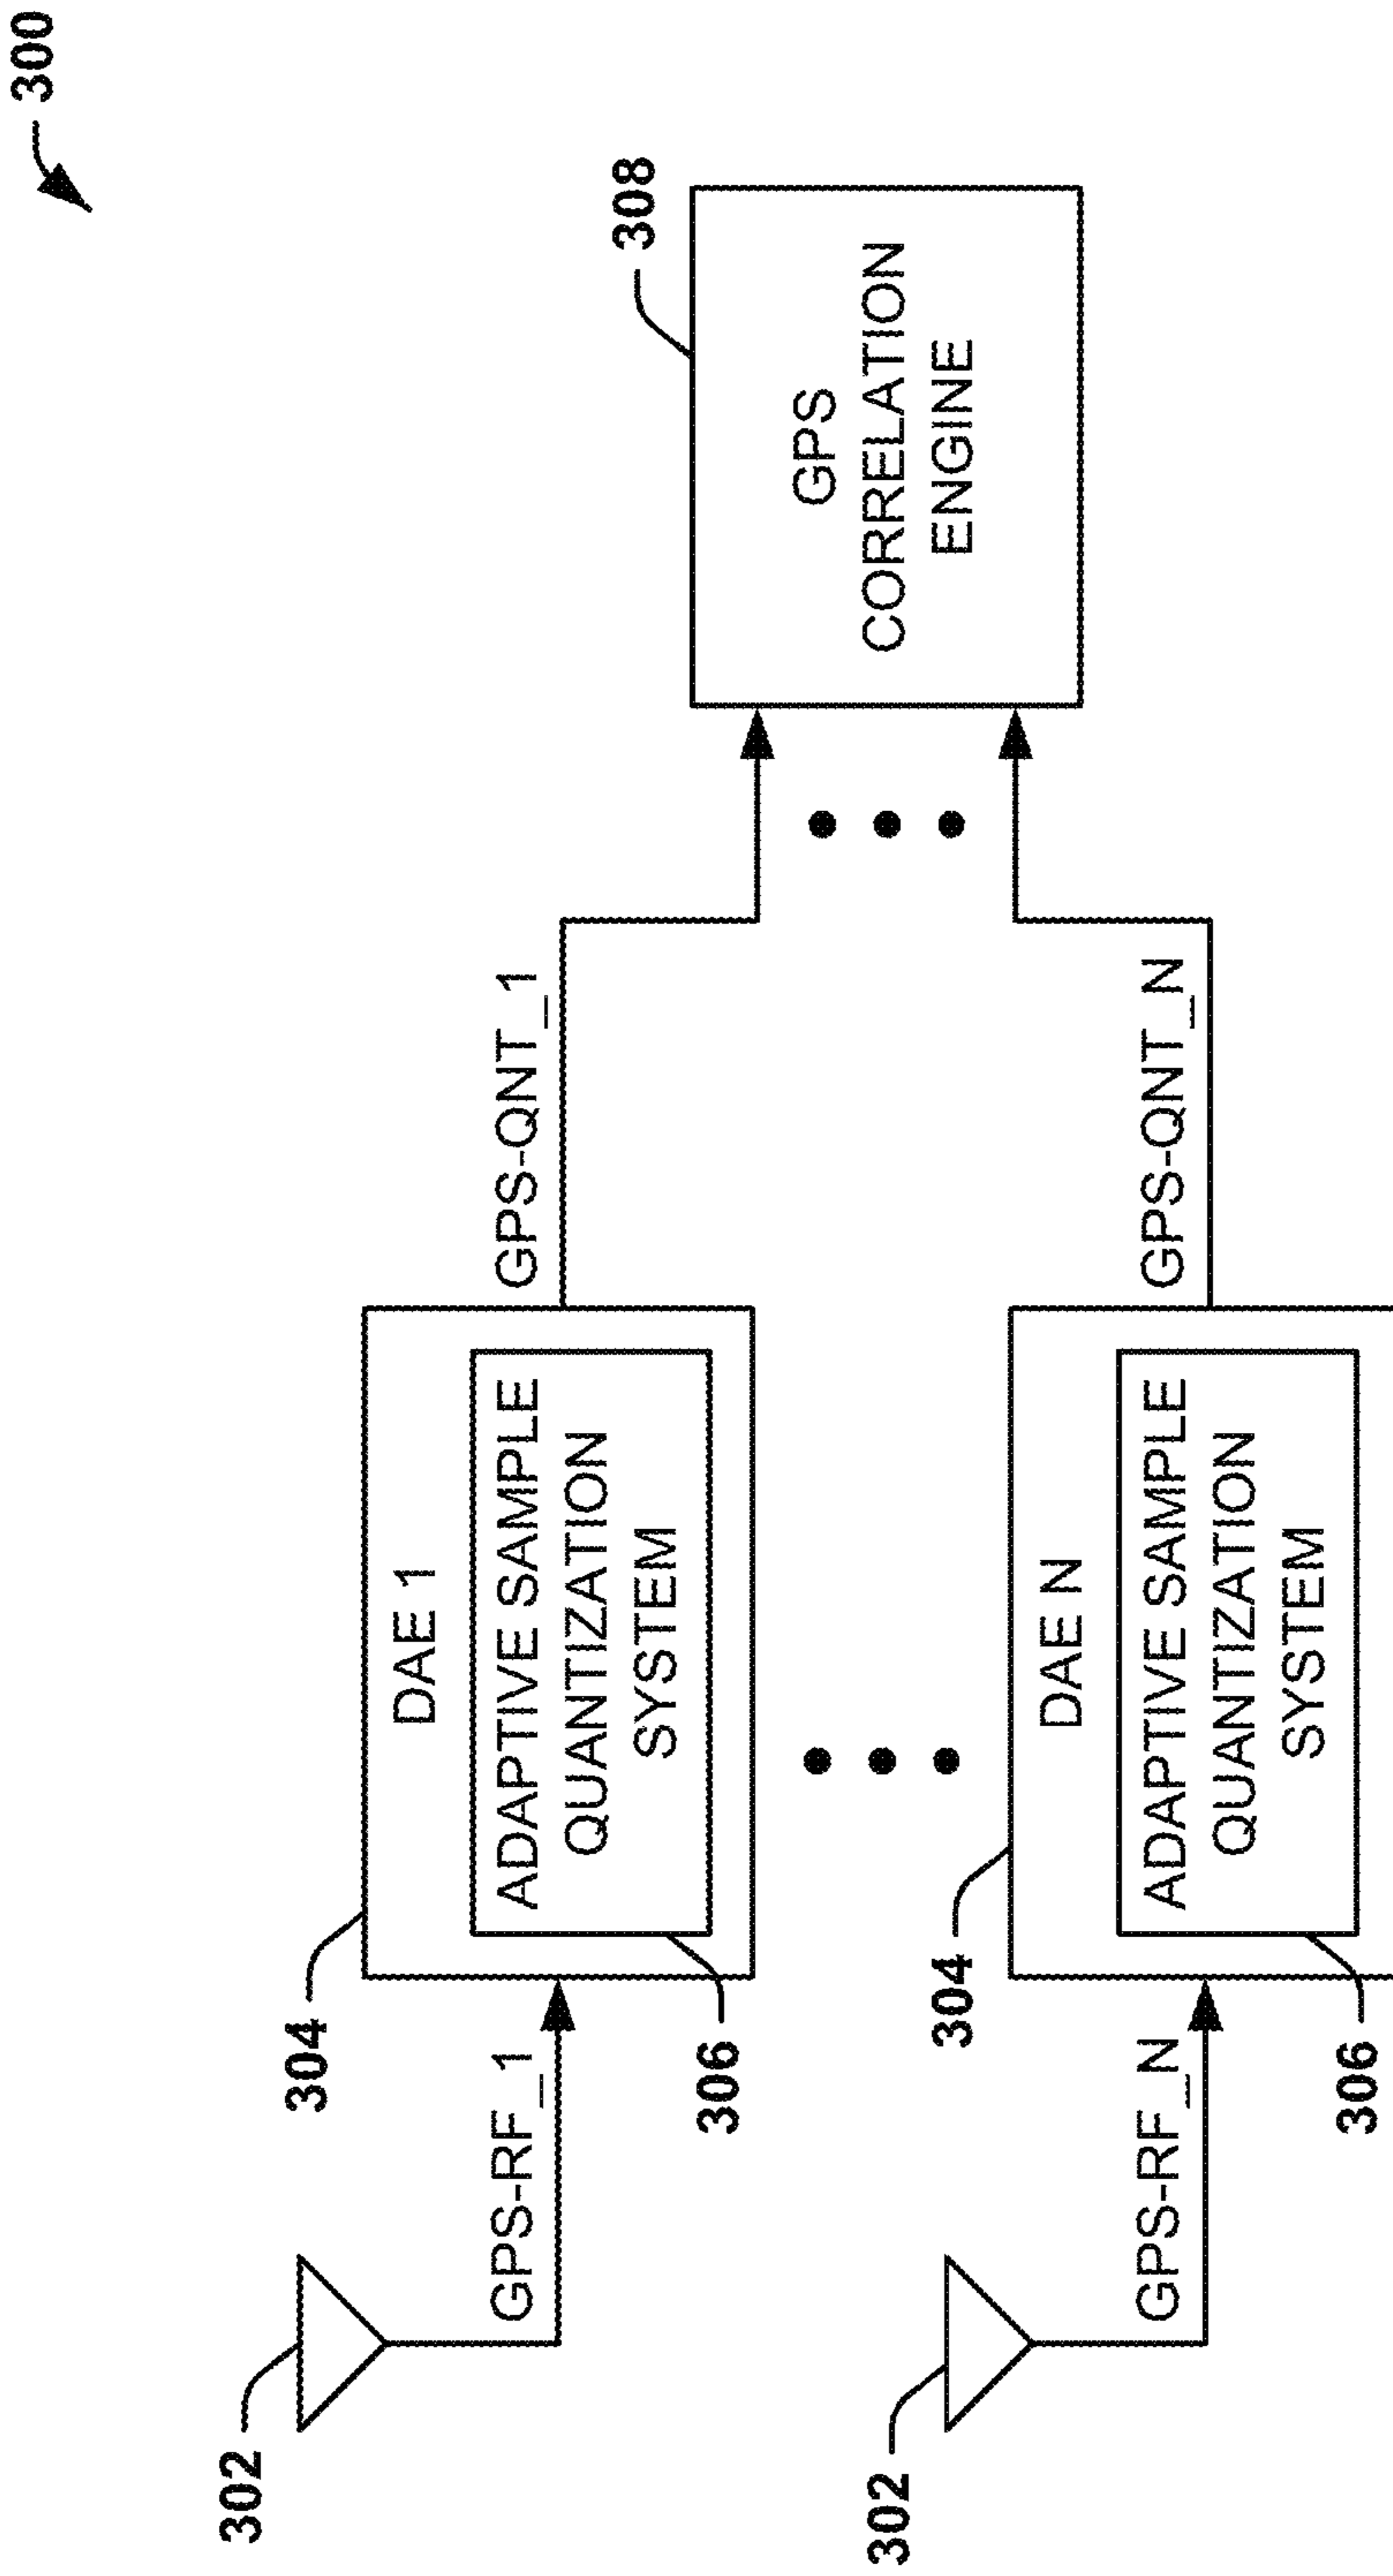 300
302
GPS-RF_1
304
DAE 1
ADAPTIVE SAMPLE
QUANTIZATION
SYSTEM
306
GPS-QNT_1
308
GPS
CORRELATION
ENGINE
302
GPS-RF_N
304
DAE N
ADAPTIVE SAMPLE
QUANTIZATION
SYSTEM
306
GPS-QNT_N